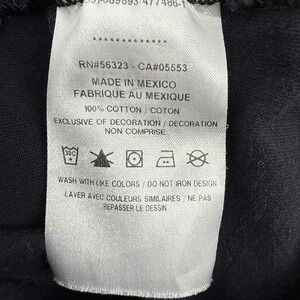 RN#56323 - CA#05553
MADE IN MEXICO
FABRIQUE AU MEXIQUE
100% COTTON / COTON
EXCLUSIVE OF DECORATION / DECORATION
NON COMPRISE
WASH WITH LIKE COLORS / DO NOT IRON DESIGN
LAVER AVEC COULEURS SIMILAIRES / NE PAS
REPASSER LE DESSIN